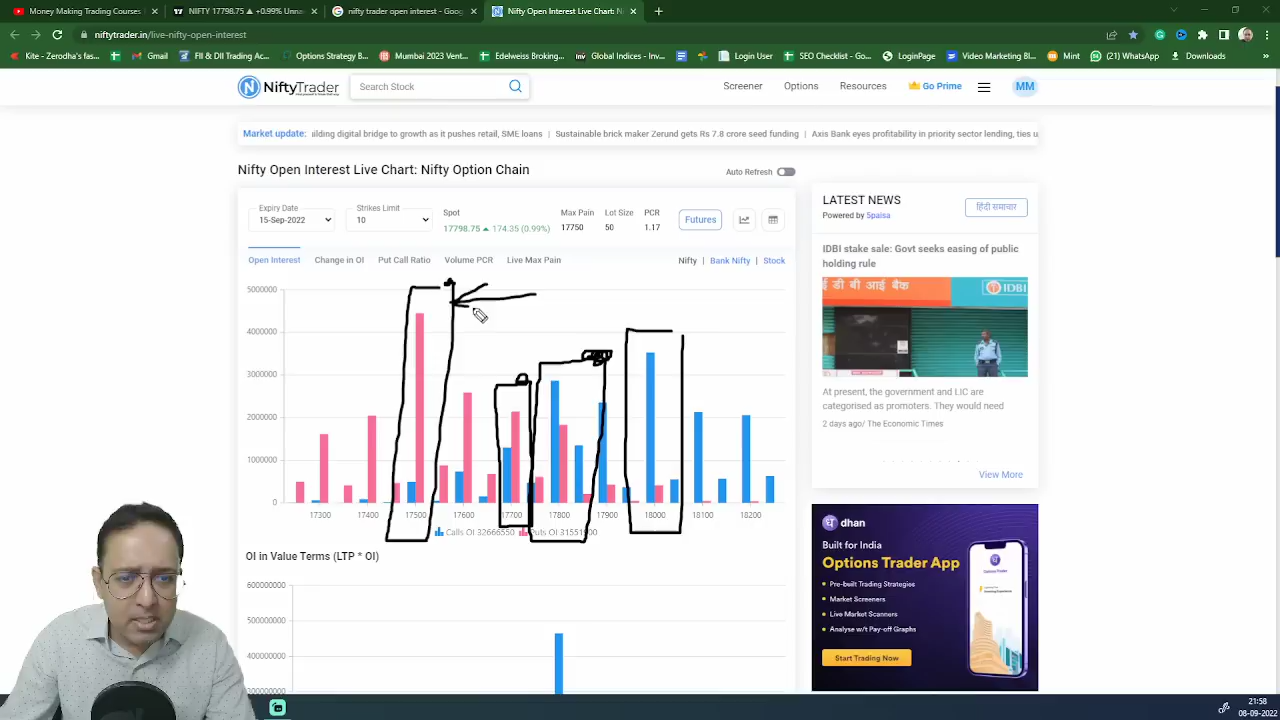 Money Making Trading Courses
NIFTY 17798.75 ▲ +0.99% Unna
nifty trader open interest - Goo
Nifty Open Interest Live Chart: N
niftytrader.in/live-nifty-open-interest
Kite - Zerodha's fas...
Gmail
FII & DII Trading Ac...
Options Strategy B...
Mumbai 2023 Vent...
Edelweiss Broking...
Global Indices - Inv...
Login User
SEO Checklist - Go...
LoginPage
Video Marketing Bl...
Mint
(21) WhatsApp
Downloads
NiftyTrader
Search Stock
Screener
Options
Resources
Go Prime
MM
Market update:
ilding digital bridge to growth as it pushes retail, SME loans | Sustainable brick maker Zerund gets Rs 7.8 crore seed funding | Axis Bank eyes profitability in priority sector lending, ties u
Nifty Open Interest Live Chart: Nifty Option Chain
Auto Refresh
Expiry Date
15-Sep-2022
Strikes Limit
10
Spot
17798.75 ▲ 174.35 (0.99%)
Max Pain
17750
Lot Size
50
PCR
1.17
Futures
Open Interest
Change in OI
Put Call Ratio
Volume PCR
Live Max Pain
Nifty | Bank Nifty | Stock
5000000
4000000
3000000
2000000
1000000
0
17300 17400 17500 17600 17700 17800 17900 18000 18100 18200
Calls OI 32666550
Puts OI 31551900
OI in Value Terms (LTP * OI)
600000000
500000000
400000000
300000000
LATEST NEWS
Powered by 5paisa
हिंदी समाचार
IDBI stake sale: Govt seeks easing of public
holding rule
डी बी आई बैंक
IDBI
At present, the government and LIC are
categorised as promoters. They would need
2 days ago/ The Economic Times
View More
dhan
Built for India
Options Trader App
Pre-built Trading Strategies
Market Screeners
Live Market Scanners
Analyse w/t Pay-off Graphs
Start Trading Now
21:58
08-09-2022